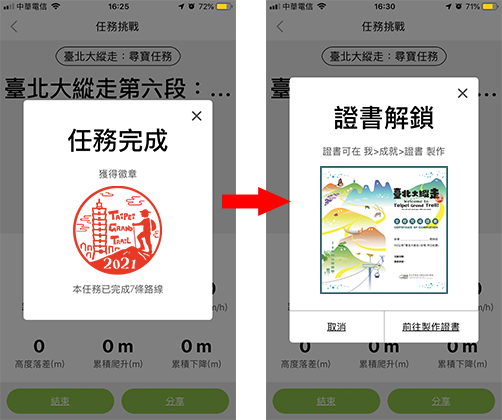 中華電信
16:25
72%
任務挑戰
臺北大縱走：尋寶任務
臺北大縱走第六段：...
任務完成
獲得徽章
TAIPEI
GRAND
TRAIL
2021
本任務已完成7條路線
0
0
0
高度落差(m)
累積爬升(m)
累積下降(m)
結束
分享
中華電信
16:30
71%
任務挑戰
臺北大縱走：尋寶任務
證書解鎖
證書可在 我>成就>證書 製作
臺北大縱走
Welcome to
Taipei Grand Trail
取消
前往製作證書
0
0
0
高度落差(m)
累積爬升(m)
累積下降(m)
結束
分享